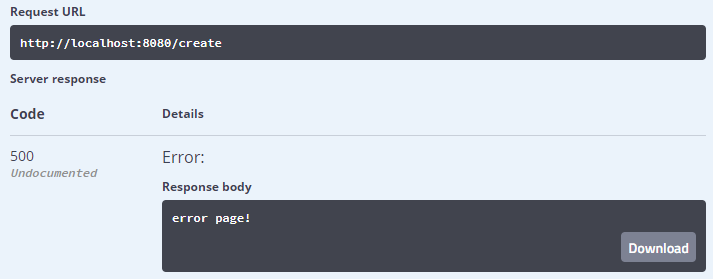 Request URL
http://localhost:8080/create
Server response
Code Details
500 Error:
Undocumented
Response body
error page!
Download